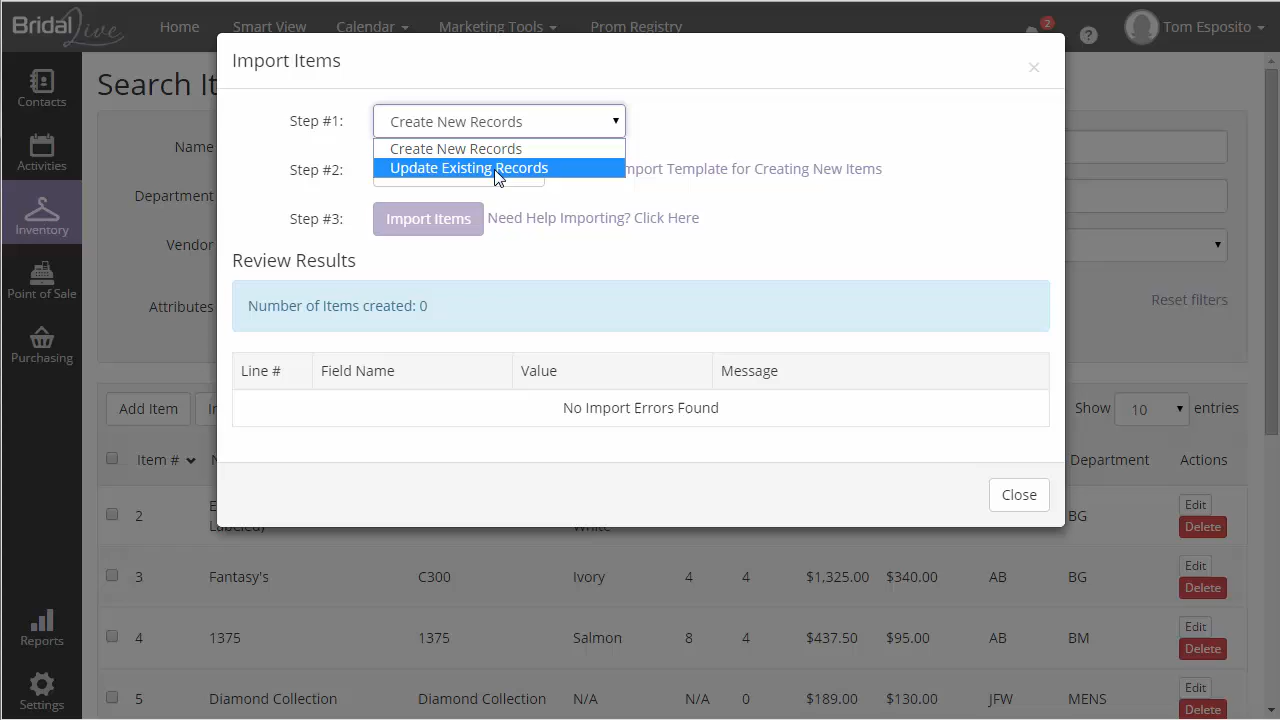 Bridal Live
Home
Smart View
Calendar
Marketing Tools
Prom Registry
2
?
Tom Esposito
Contacts
Activities
Inventory
Point of Sale
Purchasing
Reports
Settings
Search It
Name
Department
Vendor
Attributes
Reset filters
Import Items
×
Step #1:
Create New Records
Create New Records
Update Existing Records
Step #2:
mport Template for Creating New Items
Step #3:
Import Items
Need Help Importing? Click Here
Review Results
Number of Items created: 0
Line #
Field Name
Value
Message
No Import Errors Found
Close
Add Item
Show
10
entries
Item #
Department
Actions
2
Labeled)
White
BG
Edit
Delete
3
Fantasy's
C300
Ivory
4
4
$1,325.00
$340.00
AB
BG
Edit
Delete
4
1375
1375
Salmon
8
4
$437.50
$95.00
AB
BM
Edit
Delete
5
Diamond Collection
Diamond Collection
N/A
N/A
0
$189.00
$130.00
JFW
MENS
Edit
Delete